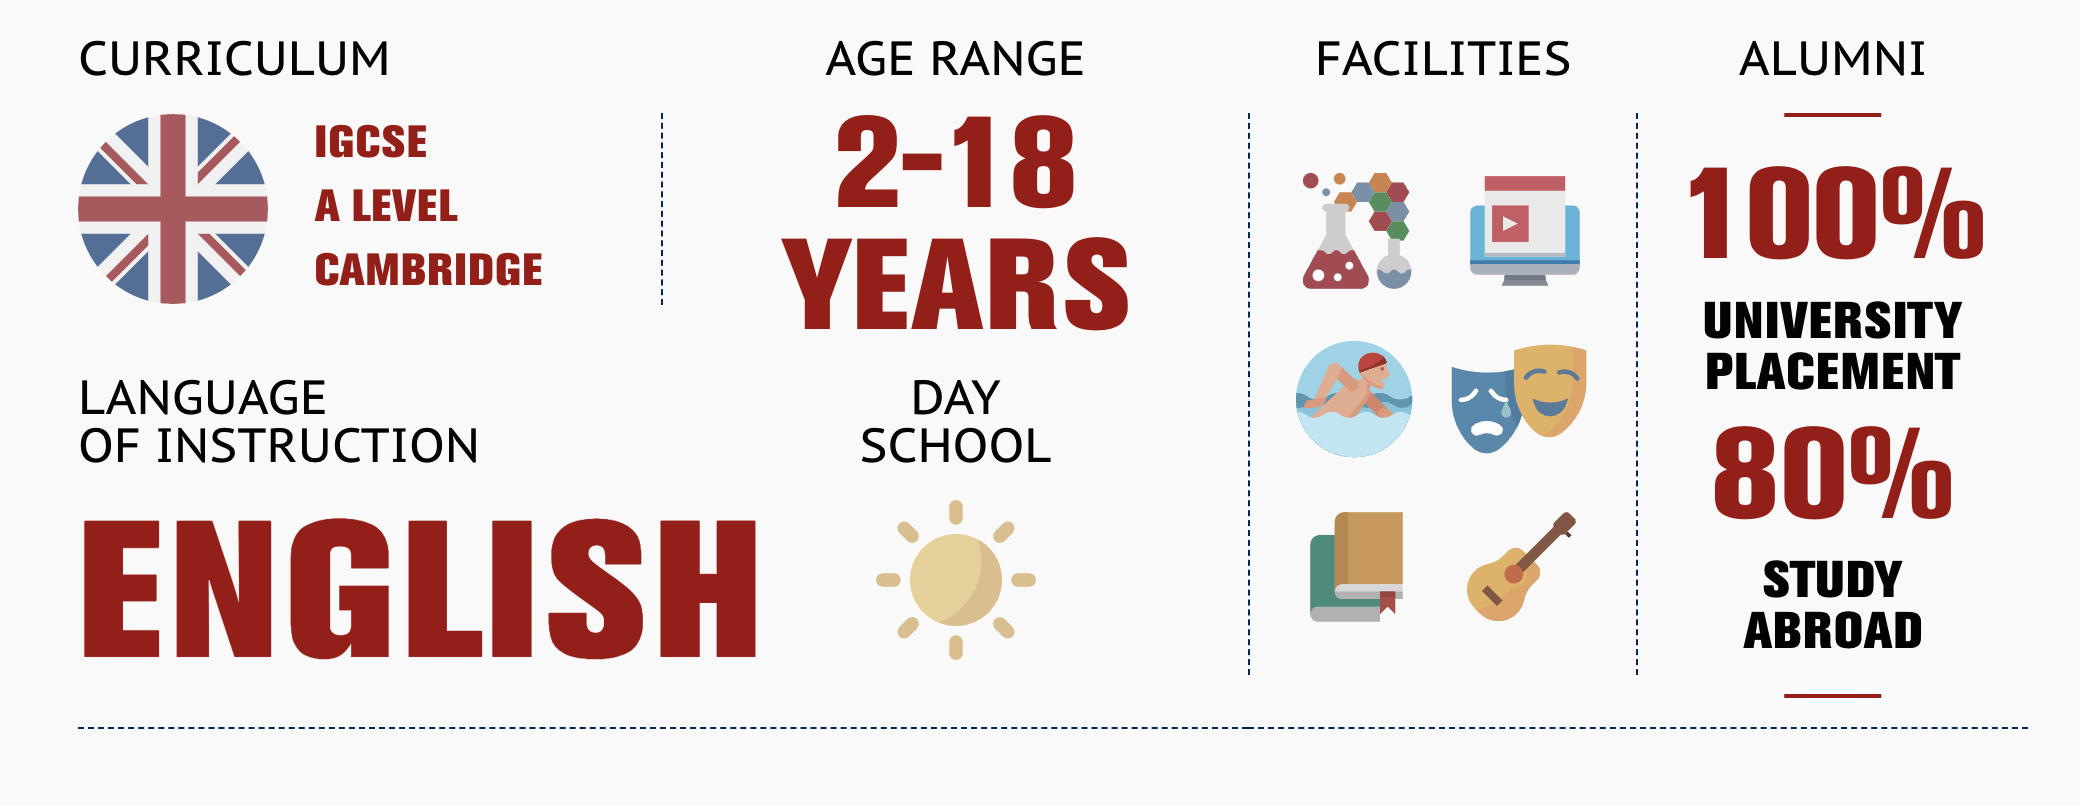 CURRICULUM
IGCSE
A LEVEL
CAMBRIDGE
LANGUAGE
OF INSTRUCTION
ENGLISH
AGE RANGE
2-18
YEARS
DAY
SCHOOL
FACILITIES
ALUMNI
100%
UNIVERSITY
PLACEMENT
80%
STUDY
ABROAD